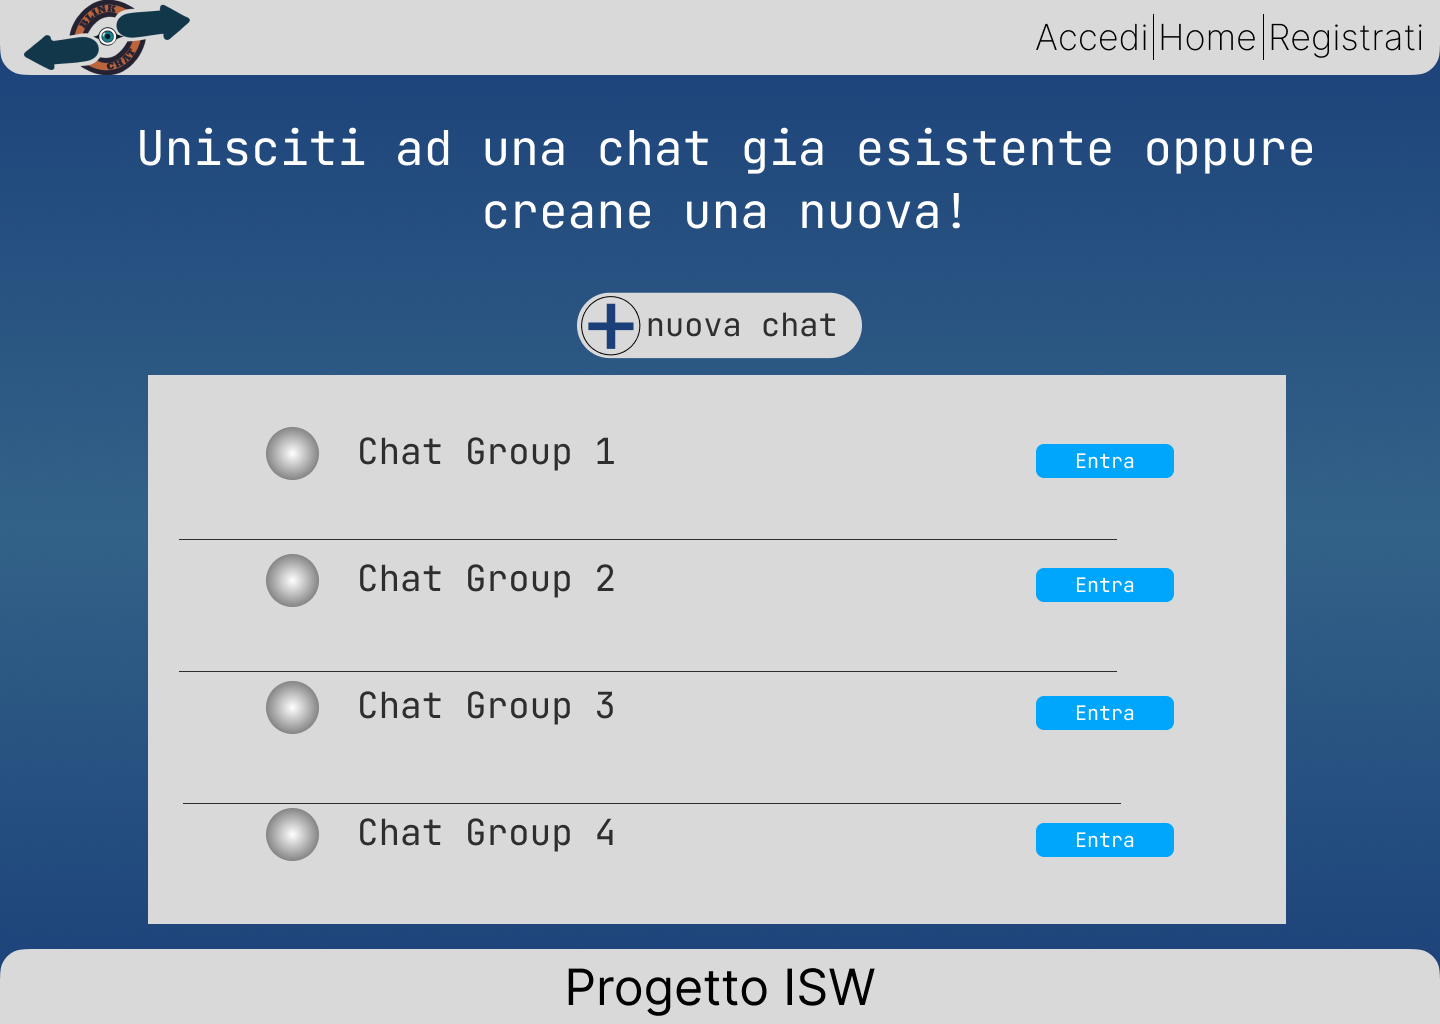 BLINK
CHAT
Accedi|Home|Registrati
Unisciti ad una chat gia esistente oppure
creane una nuova!
nuova chat
Chat Group 1
Entra
Chat Group 2
Entra
Chat Group 3
Entra
Chat Group 4
Entra
Progetto ISW